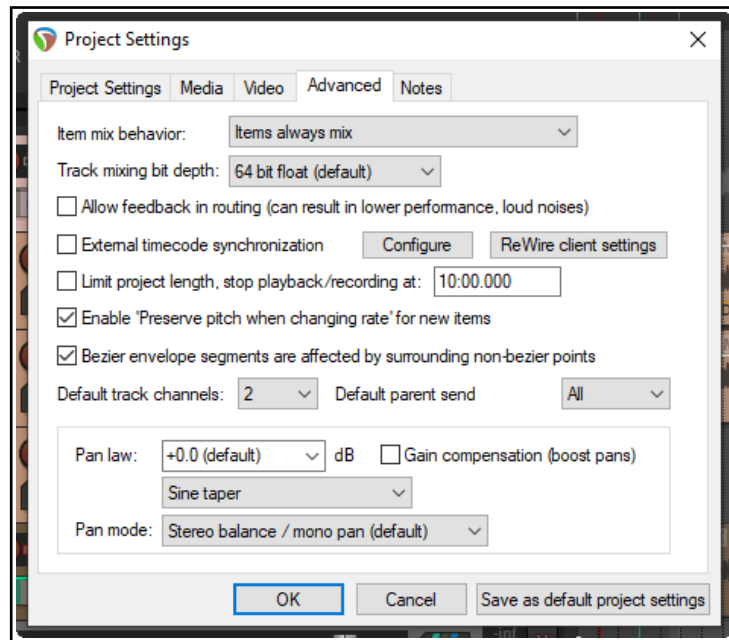 Project Settings
Project Settings Media Video Advanced Notes
Item mix behavior: Items always mix
Track mixing bit depth: 64 bit float (default)
Allow feedback in routing (can result in lower performance, loud noises)
External timecode synchronization Configure ReWire client settings
Limit project length, stop playback/recording at: 10:00.000
Enable 'Preserve pitch when changing rate' for new items
Bezier envelope segments are affected by surrounding non-bezier points
Default track channels: 2 Default parent send All
Pan law: +0.0 (default) dB Gain compensation (boost pans)
Sine taper
Pan mode: Stereo balance / mono pan (default)
OK Cancel Save as default project settings
-inf